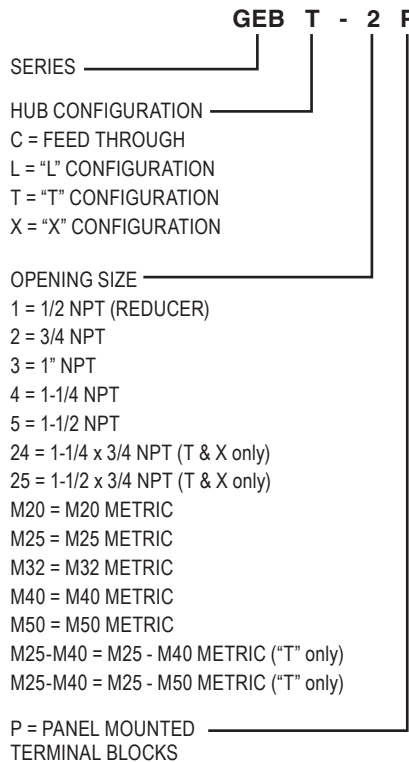 GEB T - 2 P
SERIES
HUB CONFIGURATION
C = FEED THROUGH
L = “L” CONFIGURATION
T = “T” CONFIGURATION
X = “X” CONFIGURATION
OPENING SIZE
1 = 1/2 NPT (REDUCER)
2 = 3/4 NPT
3 = 1” NPT
4 = 1-1/4 NPT
5 = 1-1/2 NPT
24 = 1-1/4 x 3/4 NPT (T & X only)
25 = 1-1/2 x 3/4 NPT (T & X only)
M20 = M20 METRIC
M25 = M25 METRIC
M32 = M32 METRIC
M40 = M40 METRIC
M50 = M50 METRIC
M25-M40 = M25 - M40 METRIC (“T” only)
M25-M40 = M25 - M50 METRIC (“T” only)
P = PANEL MOUNTED
TERMINAL BLOCKS